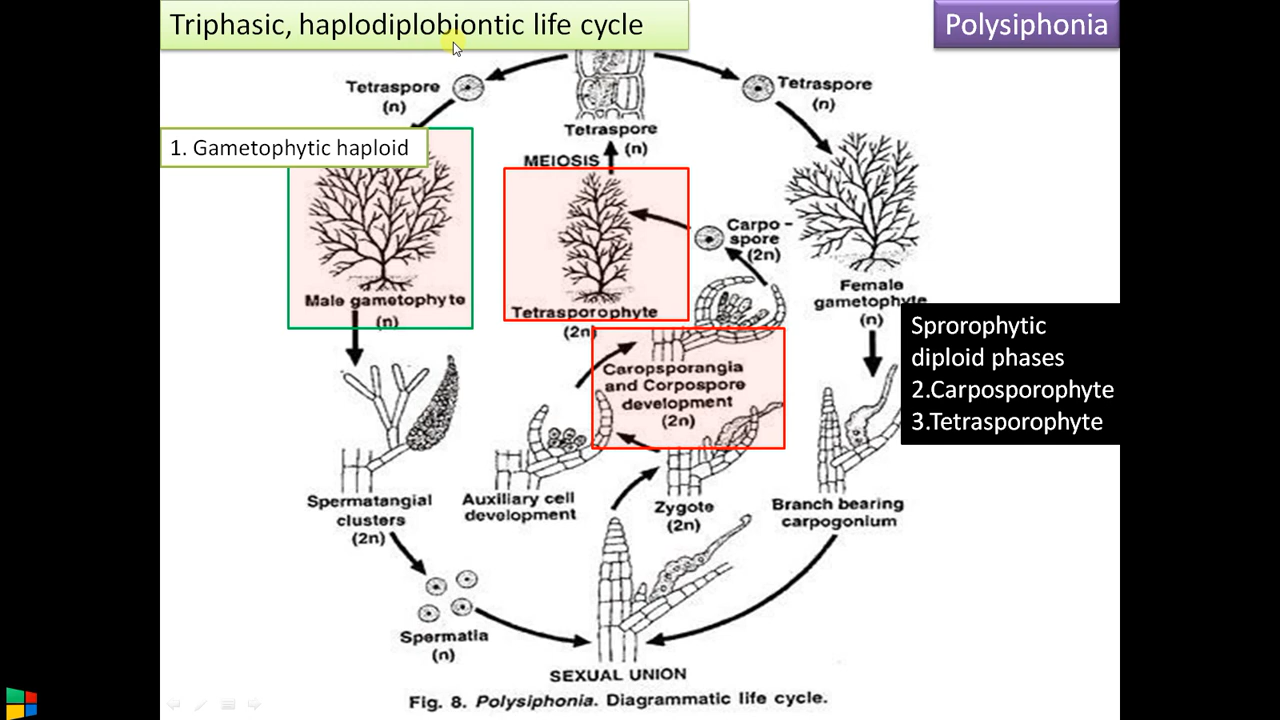 Triphasic, haplodiplobiontic life cycle
Polysiphonia
Tetraspore
(n)
Tetraspore
(n)
Tetraspore
(n)
1. Gametophytic haploid
MEIOSIS
Carpo-
spore
(2n)
Male gametophyte
(n)
Tetrasporophyte
(2n)
Female
gametophyte
(n)
Sprorophytic
diploid phases
2.Carposporophyte
3.Tetrasporophyte
Caropsporangia
and Corpospore
development
(2n)
Spermatangial
clusters
(2n)
Auxiliary cell
development
Zygote
(2n)
Branch bearing
carpogonium
Spermatia
(n)
SEXUAL UNION
Fig. 8. Polysiphonia. Diagrammatic life cycle.